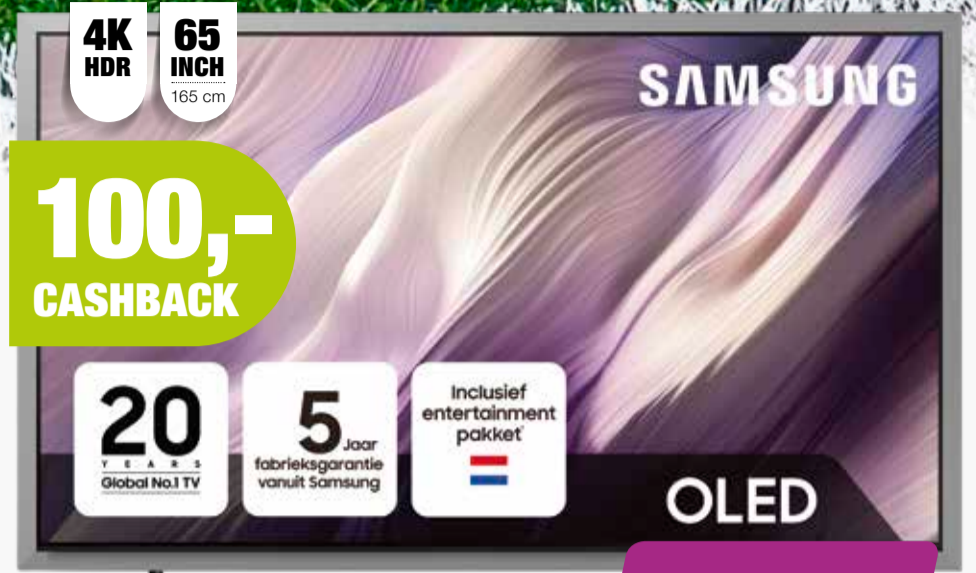 4K
HDR
65
INCH
165 cm
SAMSUNG
100,-
CASHBACK
20
YEARS
Global No.1 TV
5 Jaar
fabrieksgarantie
vanuit Samsung
Inclusief
entertainment
pakket*
OLED